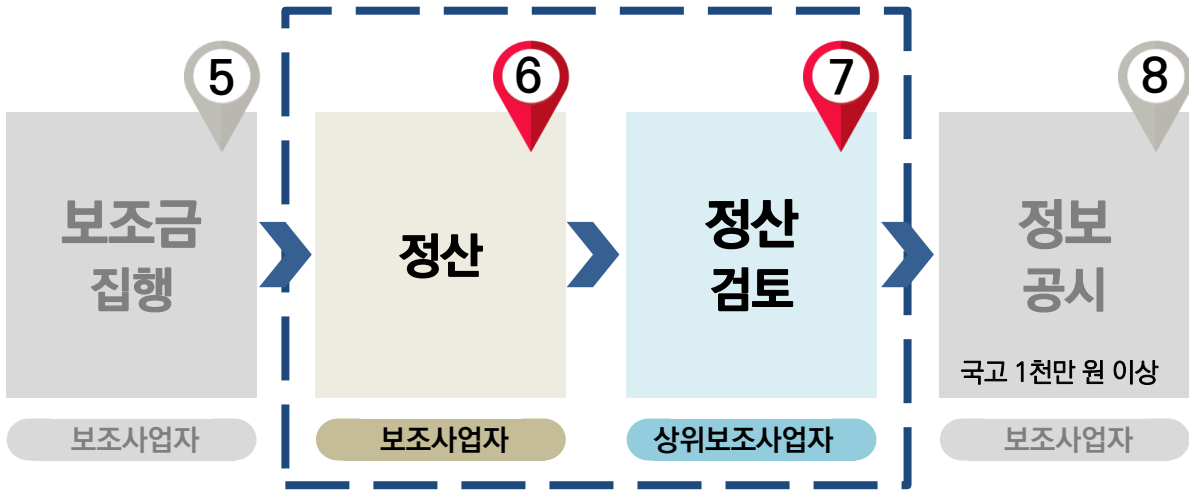 5
보조금
집행
보조사업자
6
정산
보조사업자
7
정산
검토
상위보조사업자
8
정보
공시
국고 1천만 원 이상
보조사업자